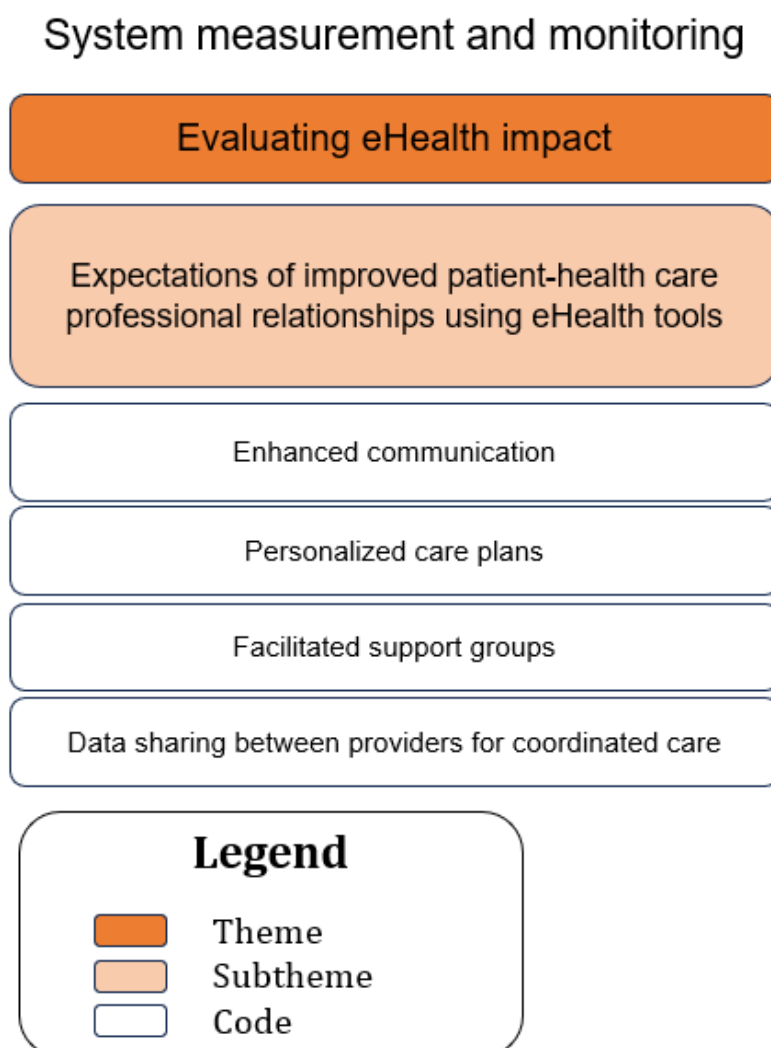 System measurement and monitoring
Evaluating eHealth impact
Expectations of improved patient-health care
professional relationships using eHealth tools
Enhanced communication
Personalized care plans
Facilitated support groups
Data sharing between providers for coordinated care
Legend
Theme
Subtheme
Code